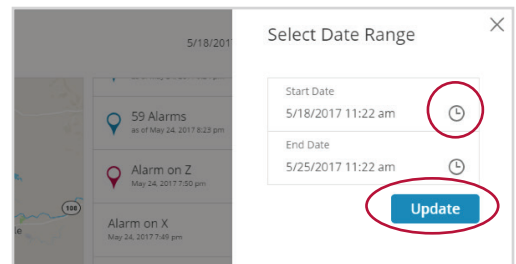 5/18/201
Select Date Range
59 Alarms
as of May 24, 2017 8:23 pm
Alarm on Z
May 24, 2017 7:50 pm
108
le
Alarm on X
May 24, 2017 7:49 pm
Start Date
5/18/2017 11:22 am
End Date
5/25/2017 11:22 am
Update